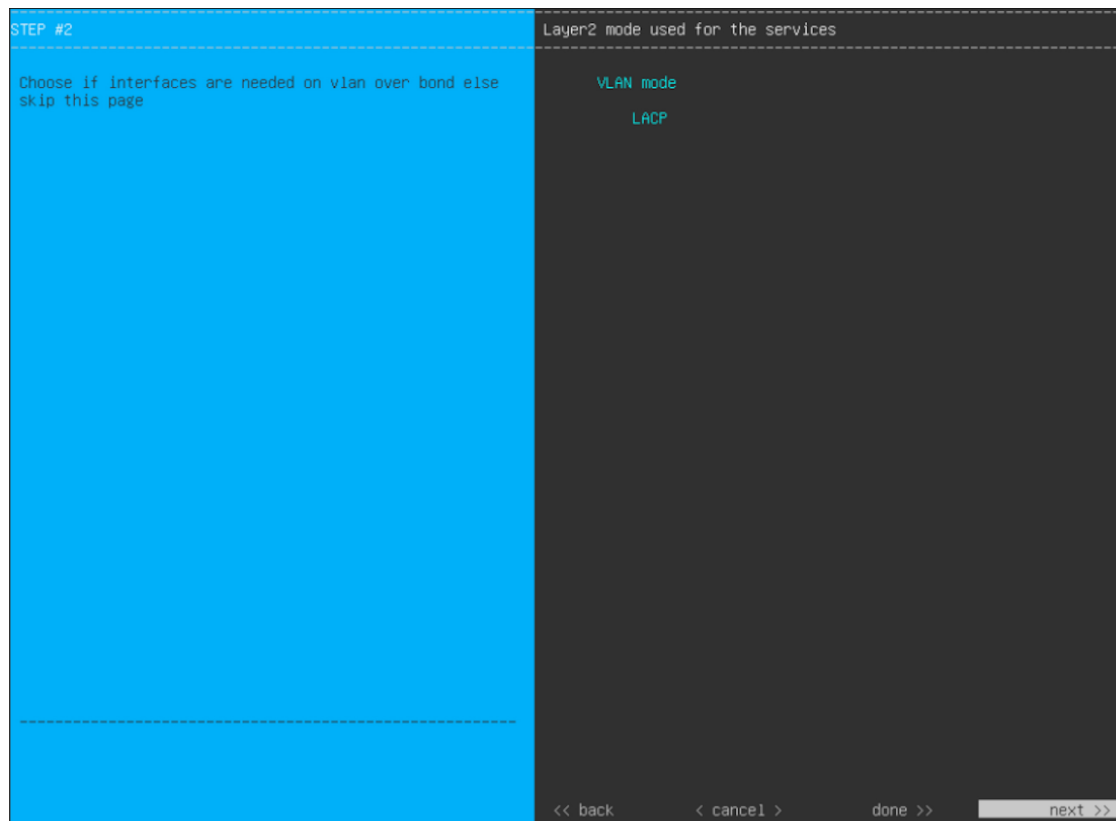 STEP #2
Choose if interfaces are needed on vlan over bond else
skip this page
Layer2 mode used for the services
VLAN mode
LACP
<< back < cancel > done >> next >>